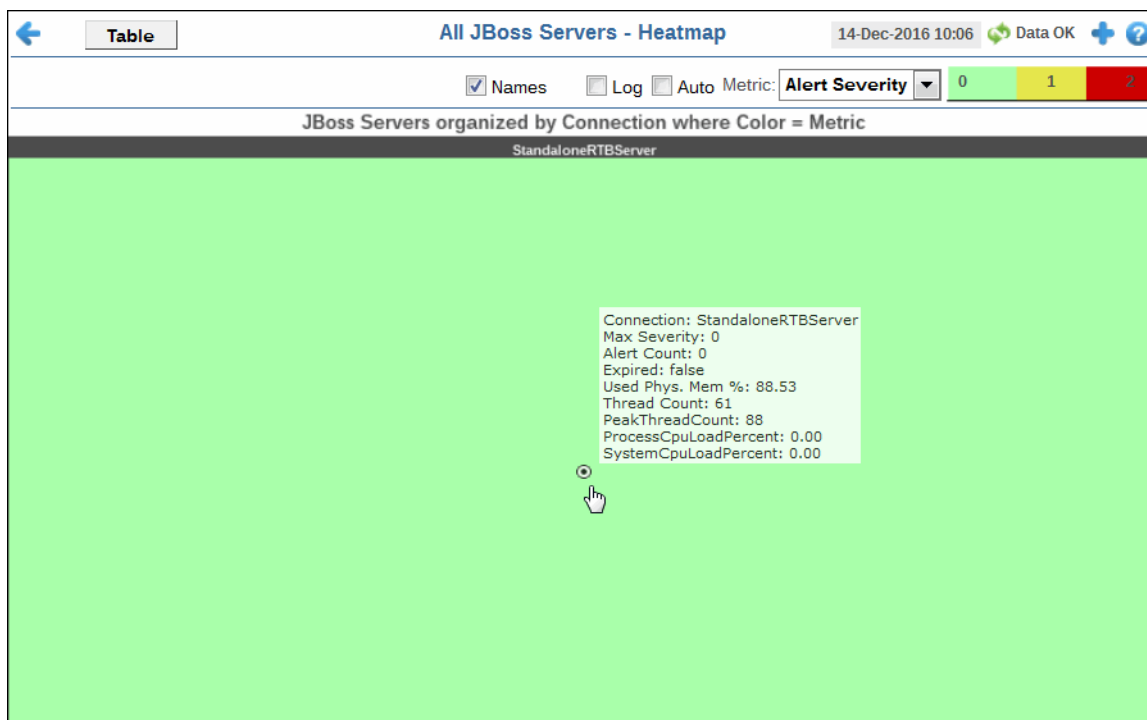 Table
All JBoss Servers - Heatmap
14-Dec-2016 10:06
Data OK
?
Names
Log
Auto
Metric:
Alert Severity
0
1
2
JBoss Servers organized by Connection where Color = Metric
StandaloneRTBServer
Connection: StandaloneRTBServer
Max Severity: 0
Alert Count: 0
Expired: false
Used Phys. Mem %: 88.53
Thread Count: 61
PeakThreadCount: 88
ProcessCpuLoadPercent: 0.00
SystemCpuLoadPercent: 0.00